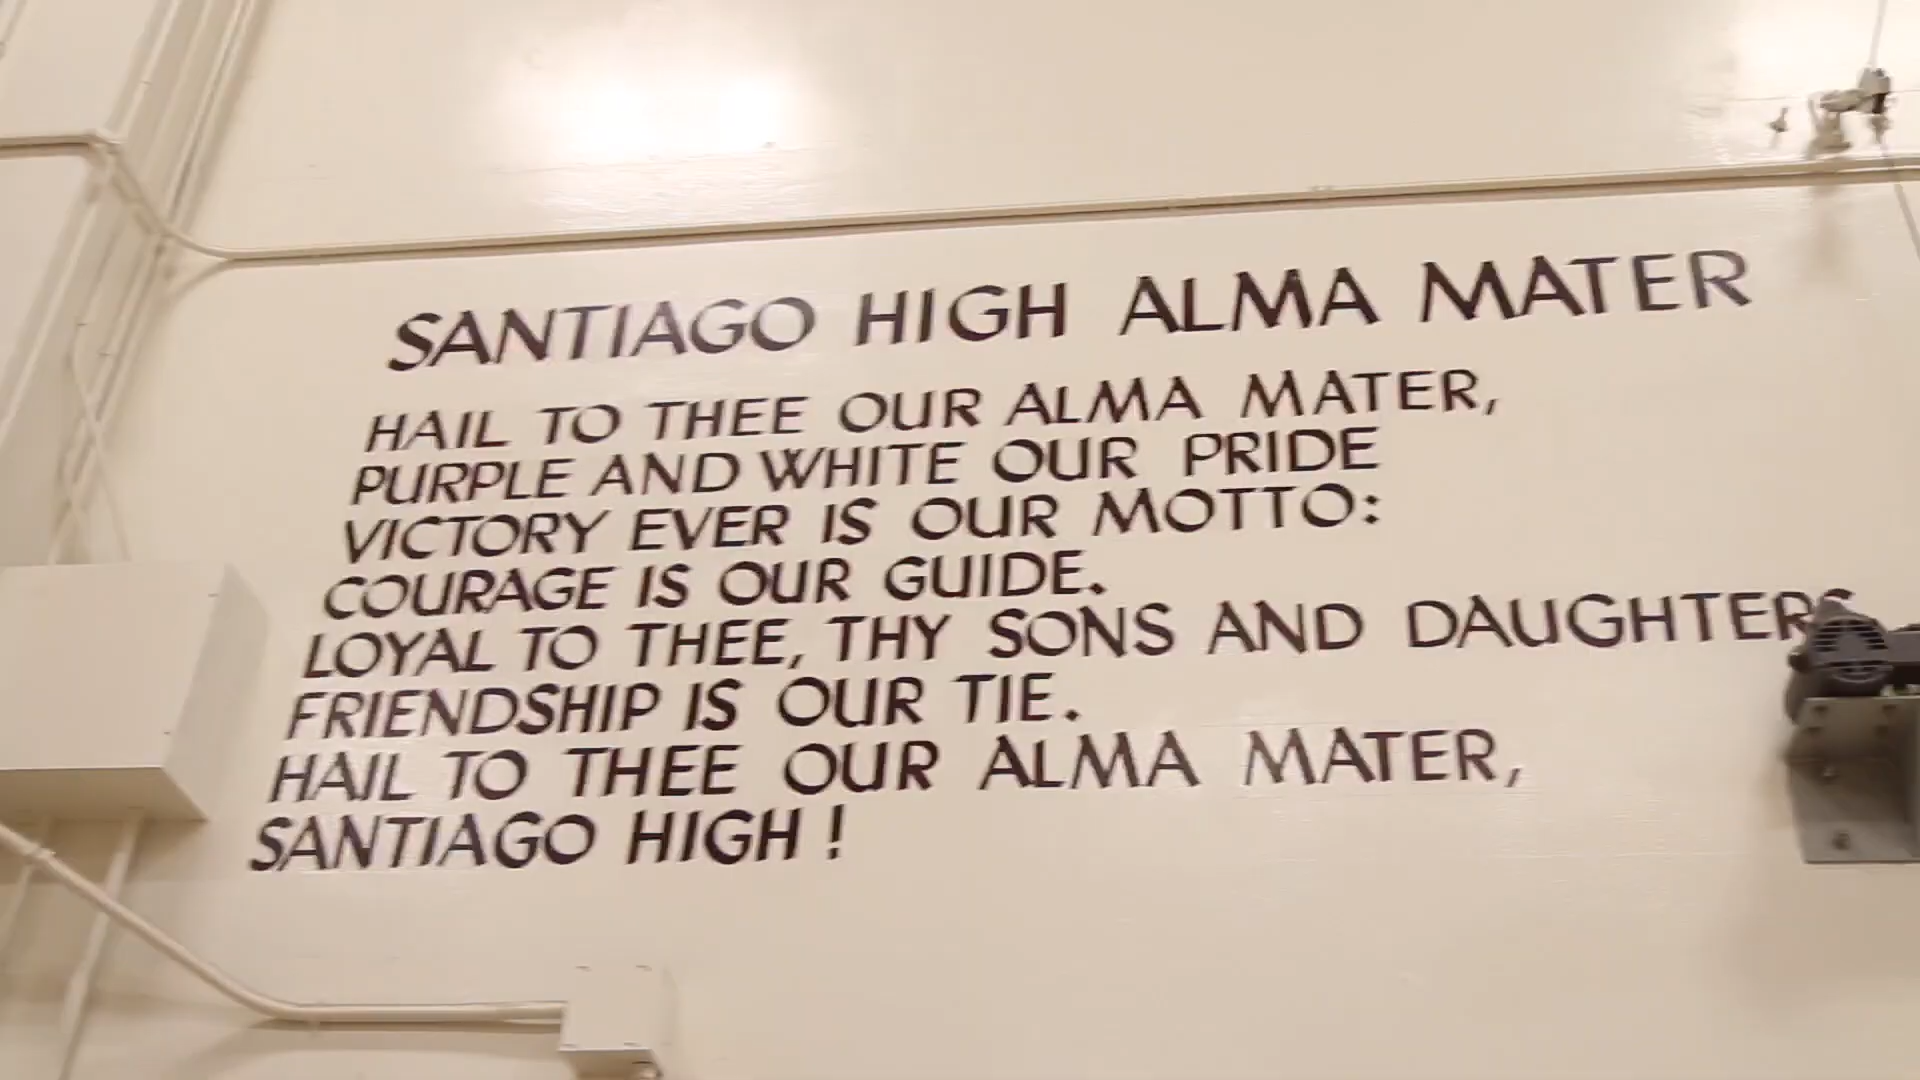 SANTIAGO HIGH ALMA MATER
HAIL TO THEE OUR ALMA MATER,
PURPLE AND WHITE OUR PRIDE
VICTORY EVER IS OUR MOTTO:
COURAGE IS OUR GUIDE.
LOYAL TO THEE, THY SONS AND DAUGHTERS
FRIENDSHIP IS OUR TIE.
HAIL TO THEE OUR ALMA MATER,
SANTIAGO HIGH!